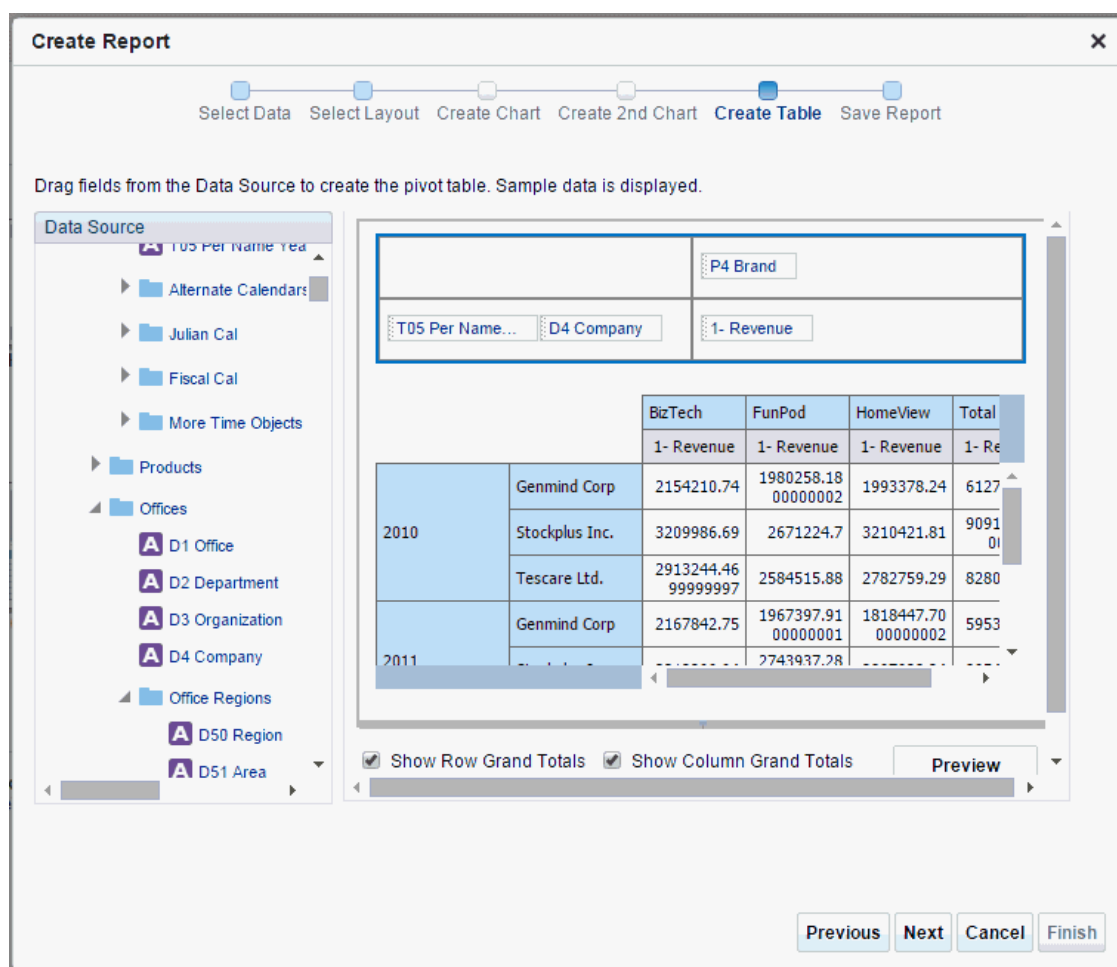 Create Report
Select Data Select Layout Create Chart Create 2nd Chart Create Table Save Report
Drag fields from the Data Source to create the pivot table. Sample data is displayed.
Data Source
T05 Per Name Yea
Alternate Calendars
Julian Cal
Fiscal Cal
More Time Objects
Products
Offices
D1 Office
D2 Department
D3 Organization
D4 Company
Office Regions
D50 Region
D51 Area
P4 Brand
T05 Per Name... D4 Company 1- Revenue
BizTech FunPod HomeView Total
1- Revenue 1- Revenue 1- Revenue 1- Re
2010 Genmind Corp 2154210.74 1980258.18 1993378.24 6127
00000002
Stockplus Inc. 3209986.69 2671224.7 3210421.81 9091
Tescare Ltd. 2913244.46 2584515.88 2782759.29 8280
99999997
Genmind Corp 2167842.75 1967397.91 1818447.70 5953
00000001 00000002
2011 2743937.28
Show Row Grand Totals Show Column Grand Totals Preview
Previous Next Cancel Finish